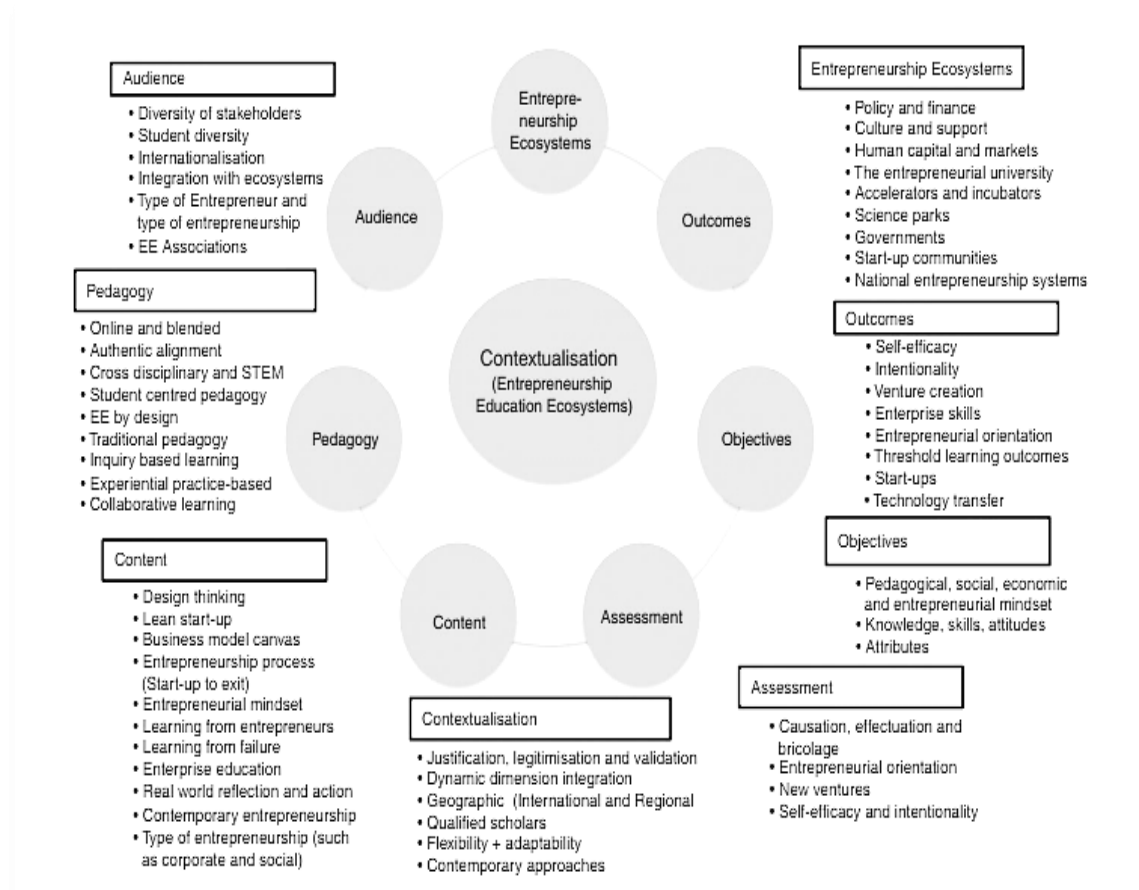 Audience
• Diversity of stakeholders
• Student diversity
• Internationalisation
• Integration with ecosystems
• Type of Entrepreneur and
type of entrepreneurship
• EE Associations
Pedagogy
• Online and blended
• Authentic alignment
• Cross disciplinary and STEM
• Student centred pedagogy
• EE by design
• Traditional pedagogy
• Inquiry based learning
• Experiential practice-based
• Collaborative learning
Content
• Design thinking
• Lean start-up
• Business model canvas
• Entrepreneurship process
(Start-up to exit)
• Entrepreneurial mindset
• Learning from entrepreneurs
• Learning from failure
• Enterprise education
• Real world reflection and action
• Contemporary entrepreneurship
• Type of entrepreneurship (such
as corporate and social)
Entrepre-
neurship
Ecosystems
Audience
Outcomes
Contextualisation
(Entrepreneurship
Education Ecosystems)
Pedagogy
Objectives
Content
Assessment
Contextualisation
• Justification, legitimisation and validation
• Dynamic dimension integration
• Geographic (International and Regional
• Qualified scholars
• Flexibility + adaptability
• Contemporary approaches
Entrepreneurship Ecosystems
• Policy and finance
• Culture and support
• Human capital and markets
• The entrepreneurial university
• Accelerators and incubators
• Science parks
• Governments
• Start-up communities
• National entrepreneurship systems
Outcomes
• Self-efficacy
• Intentionality
• Venture creation
• Enterprise skills
• Entrepreneurial orientation
• Threshold learning outcomes
• Start-ups
• Technology transfer
Objectives
• Pedagogical, social, economic
and entrepreneurial mindset
• Knowledge, skills, attitudes
• Attributes
Assessment
• Causation, effectuation and
bricolage
• Entrepreneurial orientation
• New ventures
• Self-efficacy and intentionality